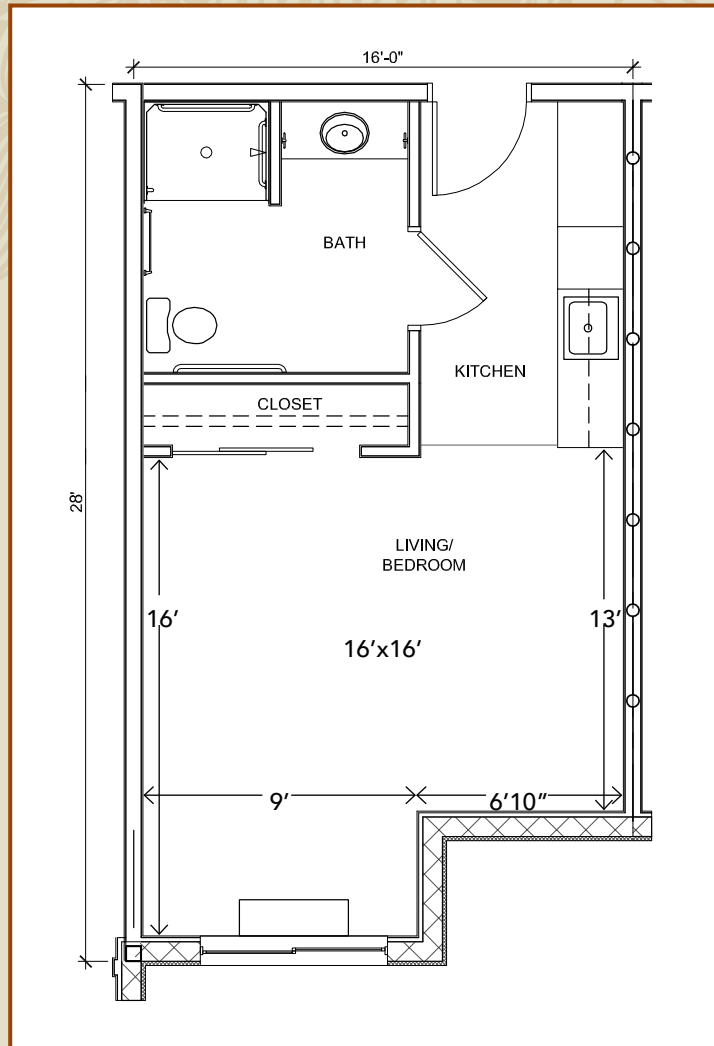 16'-0"
BATH
KITCHEN
CLOSET
28'
LIVING/
BEDROOM
16’
16’x16’
13’
9’
6’10”